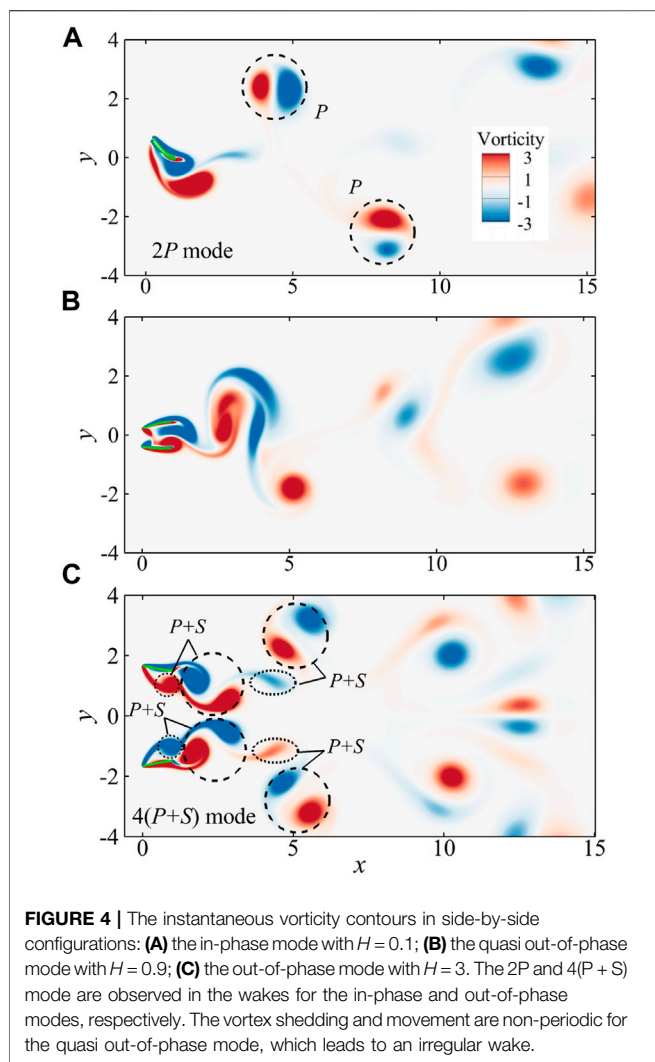 A
4
2
0
-2
-4
y
P
P
Vorticity
3
1
-1
-3
2P mode
0
5
10
15
B
4
2
0
-2
-4
y
0
5
10
15
C
4
2
0
-2
-4
y
P+S
P+S
P+S
P+S
4(P+S) mode
0
5
10
15
x
FIGURE 4 | The instantaneous vorticity contours in side-by-side
configurations: (A) the in-phase mode with H = 0.1; (B) the quasi out-of-phase
mode with H = 0.9; (C) the out-of-phase mode with H = 3. The 2P and 4(P + S)
mode are observed in the wakes for the in-phase and out-of-phase
modes, respectively. The vortex shedding and movement are non-periodic for
the quasi out-of-phase mode, which leads to an irregular wake.